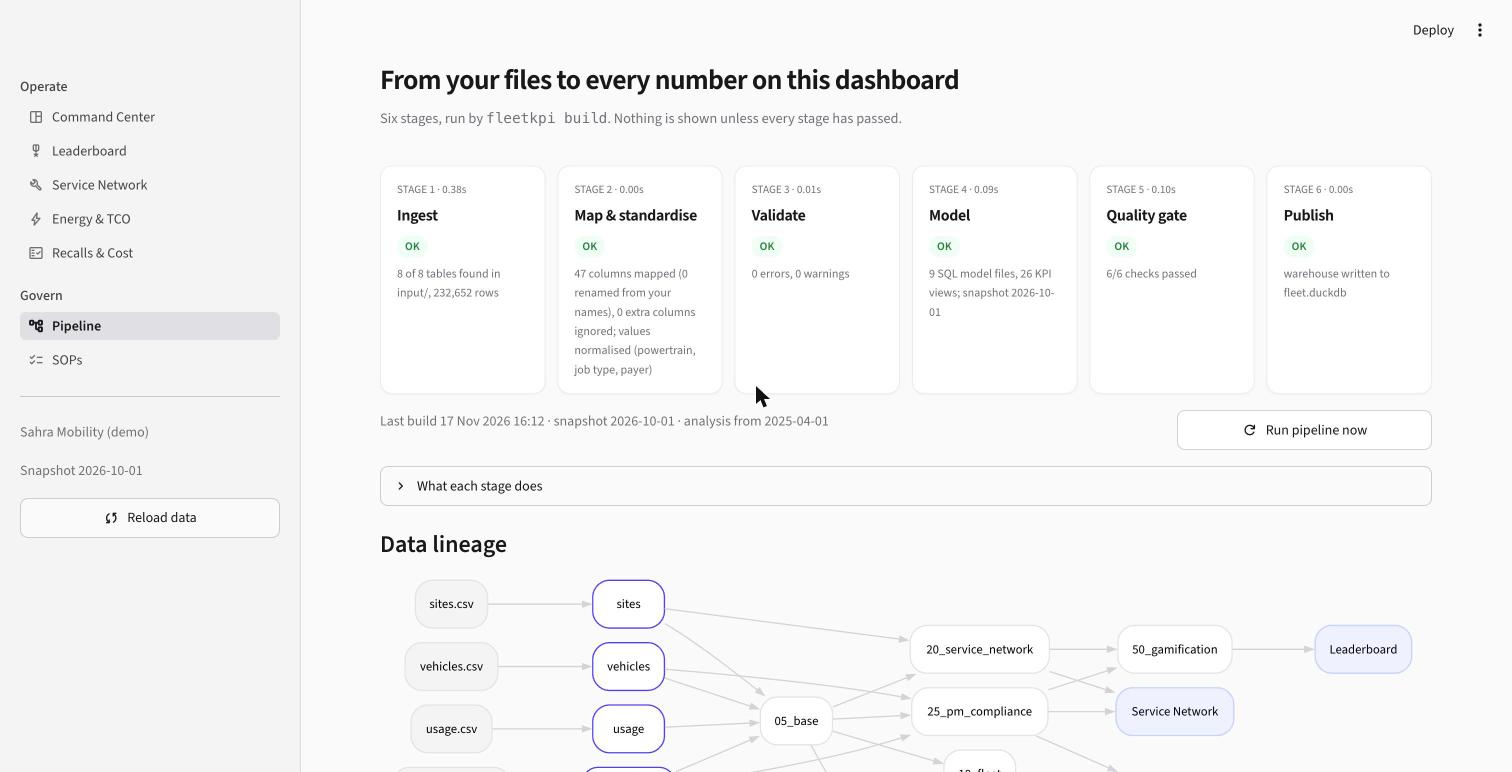 Deploy
Operate
Command Center
Leaderboard
Service Network
Energy & TCO
Recalls & Cost
Govern
Pipeline
SOPs
Sahra Mobility (demo)
Snapshot 2026-10-01
Reload data
From your files to every number on this dashboard
Six stages, run by fleetkpi build. Nothing is shown unless every stage has passed.
STAGE 1 · 0.38s
Ingest
OK
8 of 8 tables found in
input/, 232,652 rows
STAGE 2 · 0.00s
Map & standardise
OK
47 columns mapped (0
renamed from your
names), 0 extra columns
ignored; values
normalised (powertrain,
job type, payer)
STAGE 3 · 0.01s
Validate
OK
0 errors, 0 warnings
STAGE 4 · 0.09s
Model
OK
9 SQL model files, 26 KPI
views; snapshot 2026-10-
01
STAGE 5 · 0.10s
Quality gate
OK
6/6 checks passed
STAGE 6 · 0.00s
Publish
OK
warehouse written to
fleet.duckdb
Last build 17 Nov 2026 16:12 · snapshot 2026-10-01 · analysis from 2025-04-01
Run pipeline now
What each stage does
Data lineage
sites.csv
sites
vehicles.csv
vehicles
usage.csv
usage
05_base
20_service_network
25_pm_compliance
50_gamification
Service Network
Leaderboard